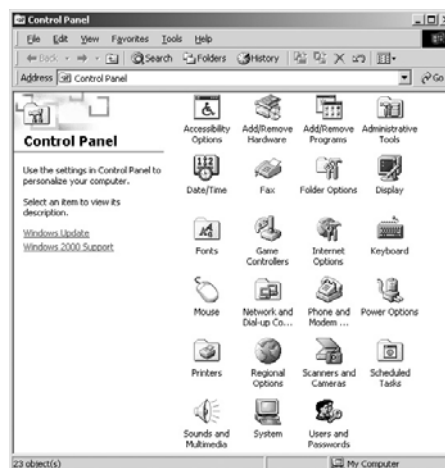 Control Panel
File Edit View Favorites Tools Help
Back Search Folders History
Address Control Panel Go
Control Panel
Use the settings in Control Panel to
personalize your computer.
Select an item to view its
description.
Windows Update
Windows 2000 Support
Accessibility
Options
Add/Remove
Hardware
Add/Remove
Programs
Administrative
Tools
Date/Time
Fax
Folder Options
Display
Fonts
Game
Controllers
Internet
Options
Keyboard
Mouse
Network and
Dial-up Co...
Phone and
Modem ...
Power Options
Printers
Regional
Options
Scanners and
Cameras
Scheduled
Tasks
Sounds and
Multimedia
System
Users and
Passwords
23 object(s) My Computer